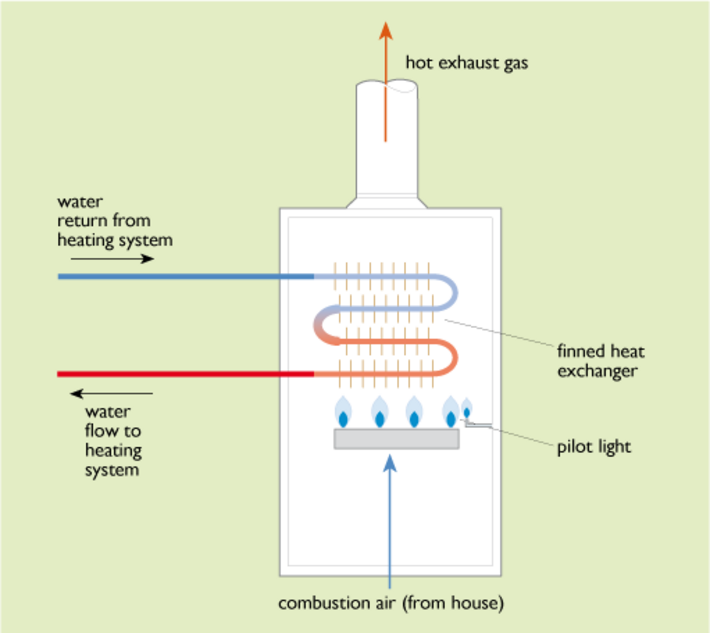 hot exhaust gas
water
return from
heating system
finned heat
exchanger
water
flow to
heating
system
pilot light
combustion air (from house)